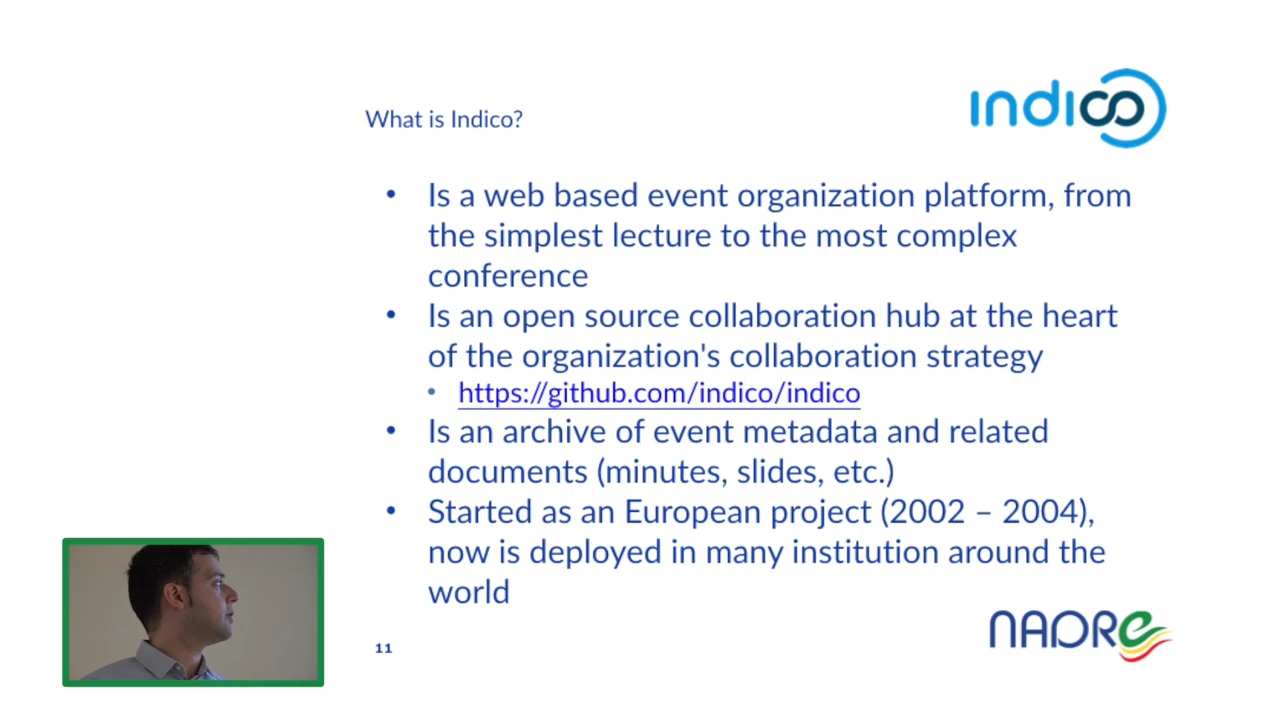 indico
What is Indico?
• Is a web based event organization platform, from
the simplest lecture to the most complex
conference
• Is an open source collaboration hub at the heart
of the organization's collaboration strategy
• https://github.com/indico/indico
• Is an archive of event metadata and related
documents (minutes, slides, etc.)
• Started as an European project (2002 – 2004),
now is deployed in many institution around the
world
NADRe
11